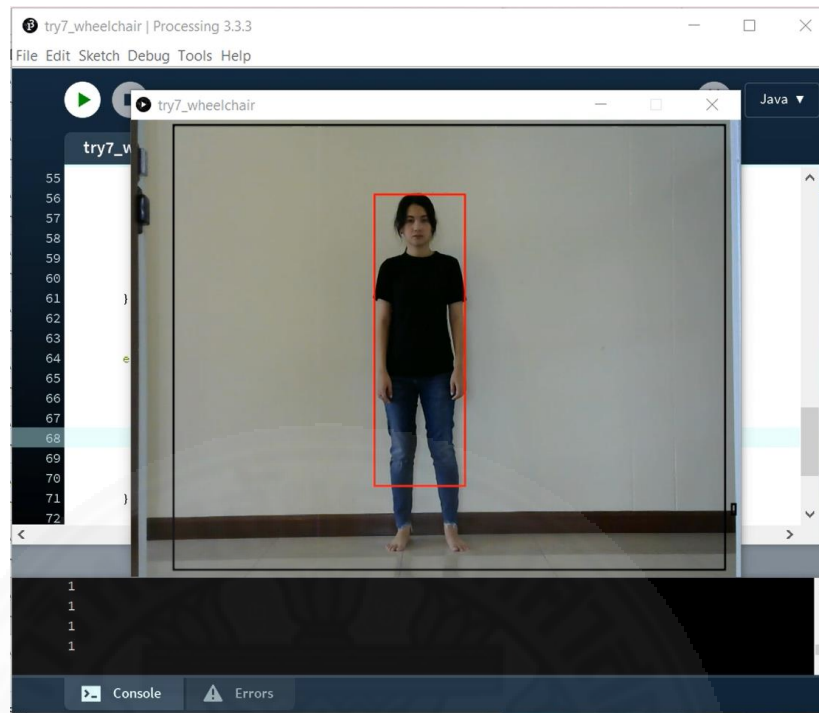 try7_wheelchair | Processing 3.3.3
File Edit Sketch Debug Tools Help
try7_wheelchair
Java ▼
try7_w
55
56
57
58
59
60
61 }
62
63
64 e
65
66
67
68
69
70
71 }
72
1
1
1
1
Console
Errors